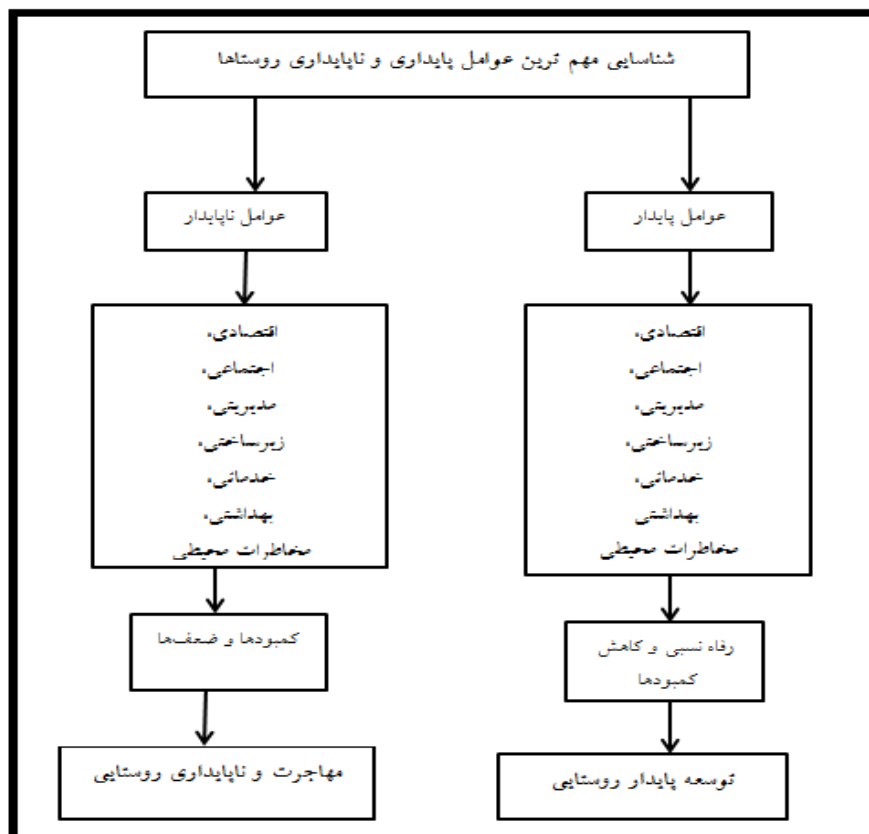 شناسایی مهم ترین عوامل پایداری و ناپایداری روستاها
عوامل پایدار
اقتصادی،
اجتماعی،
مدیریتی،
زیرساختی،
خدماتی،
بهداشتی
مخاطرات محیطی
رفاه نسبی و کاهش
کمبودها
توسعه پایدار روستایی
عوامل ناپایدار
اقتصادی،
اجتماعی،
مدیریتی،
زیرساختی،
خدماتی،
بهداشتی،
مخاطرات محیطی
کمبودها و ضعف‌ها
مهاجرت و ناپایداری روستایی